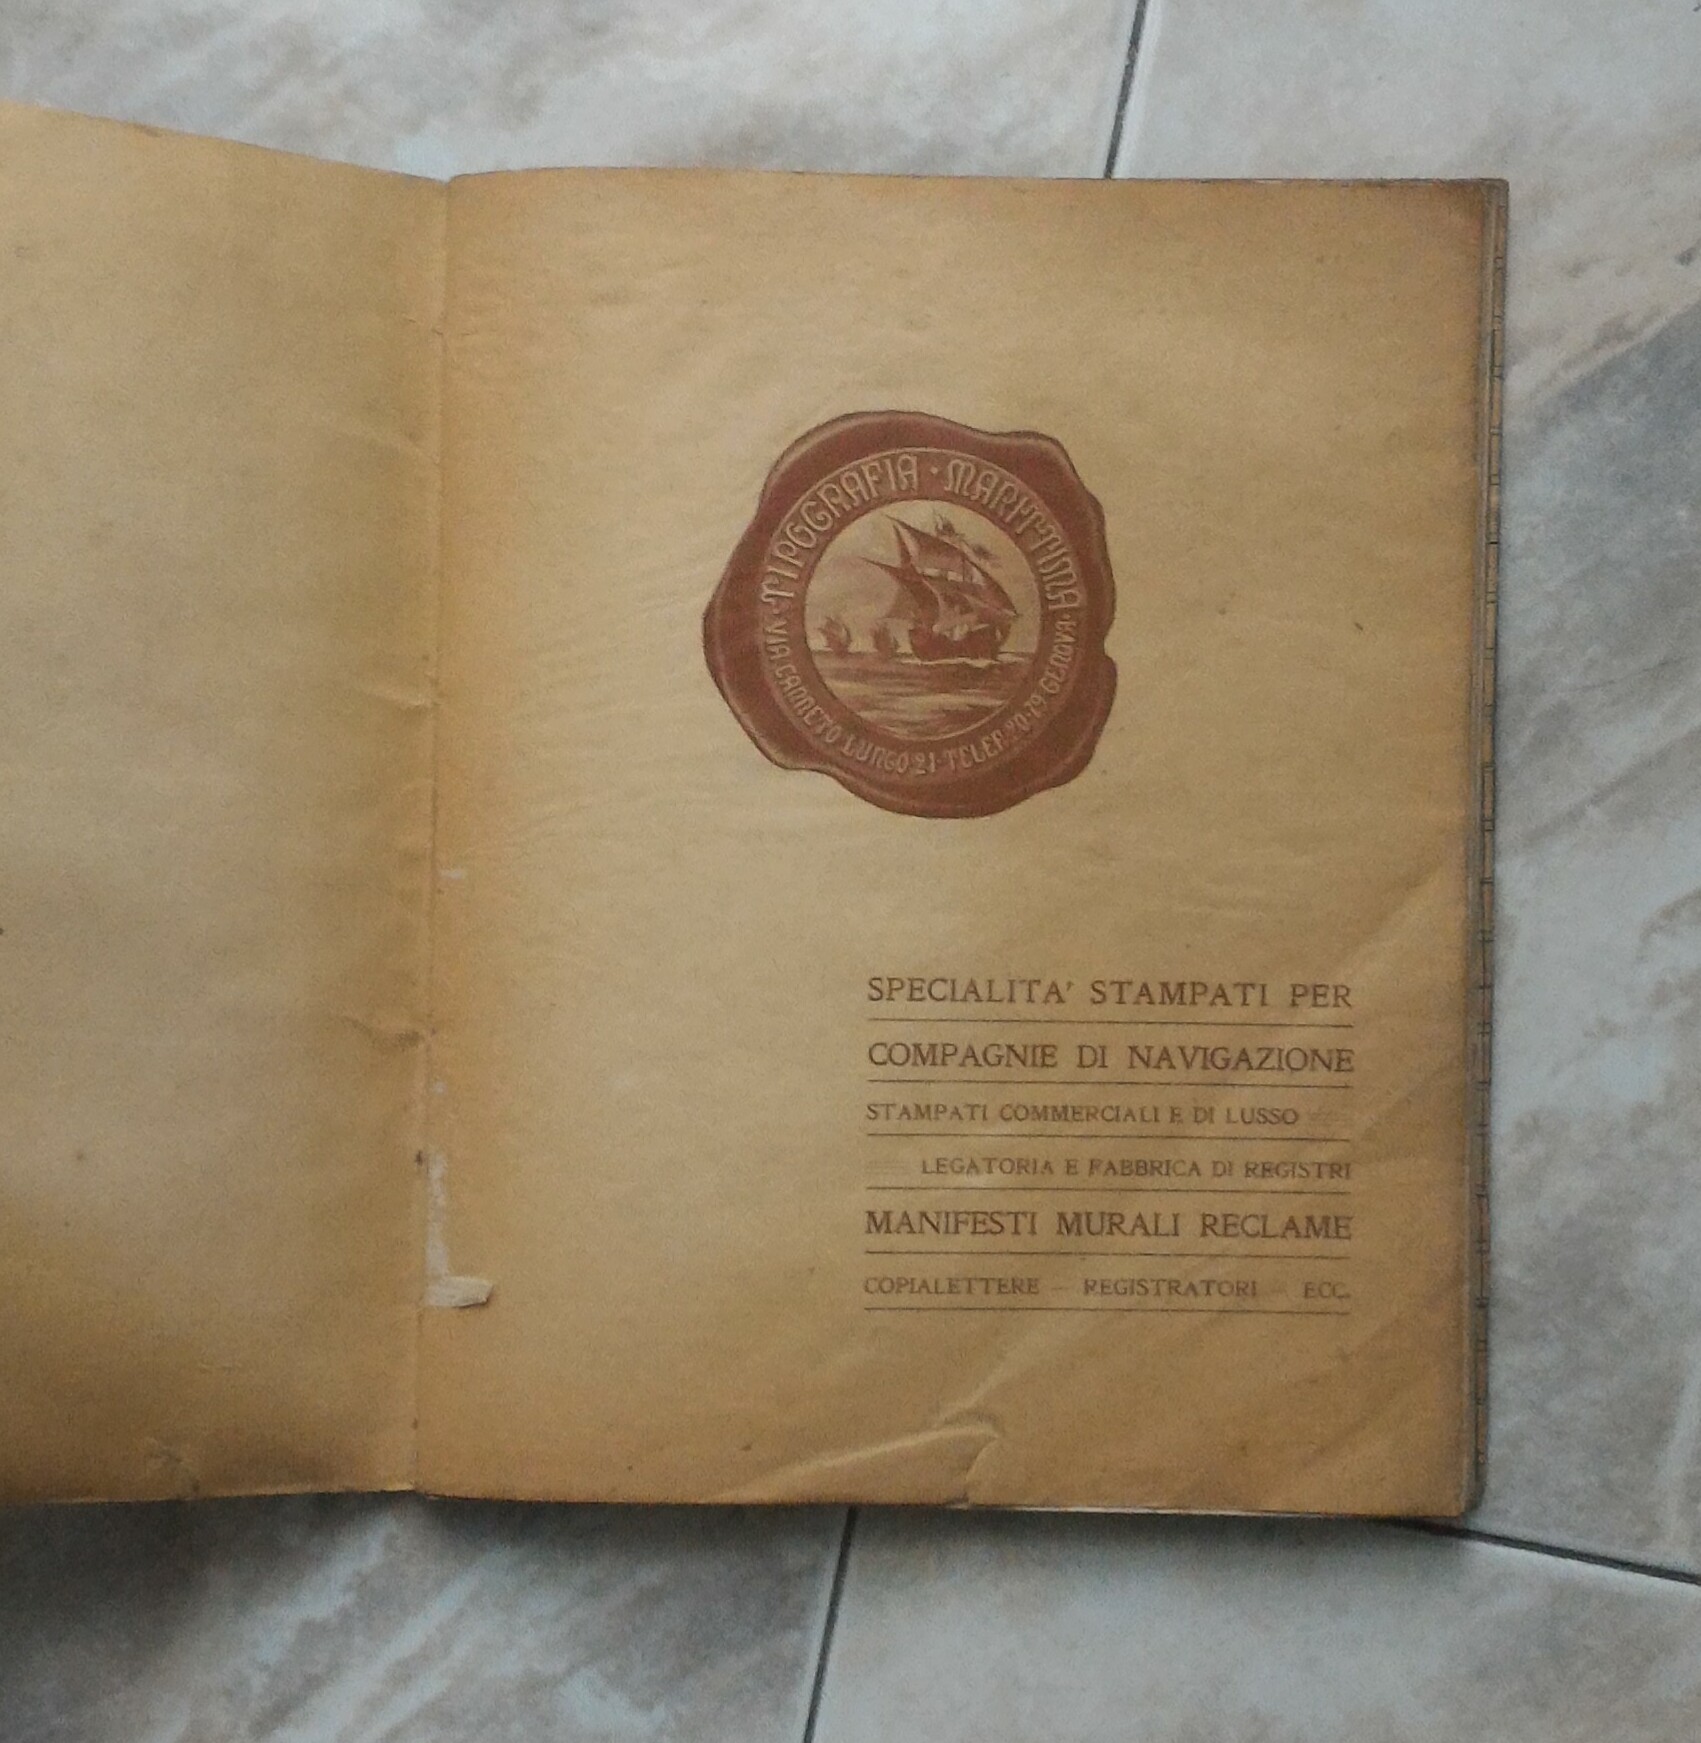 TIPOGRAFIA · MARITTIMA
· VIA CANNETO LUNGO 21 · TELEF. 20-79 · GENOVA ·
SPECIALITA' STAMPATI PER
COMPAGNIE DI NAVIGAZIONE
STAMPATI COMMERCIALI E DI LUSSO
LEGATORIA E FABBRICA DI REGISTRI
MANIFESTI MURALI RECLAME
COPIALETTERE — REGISTRATORI — ECC.